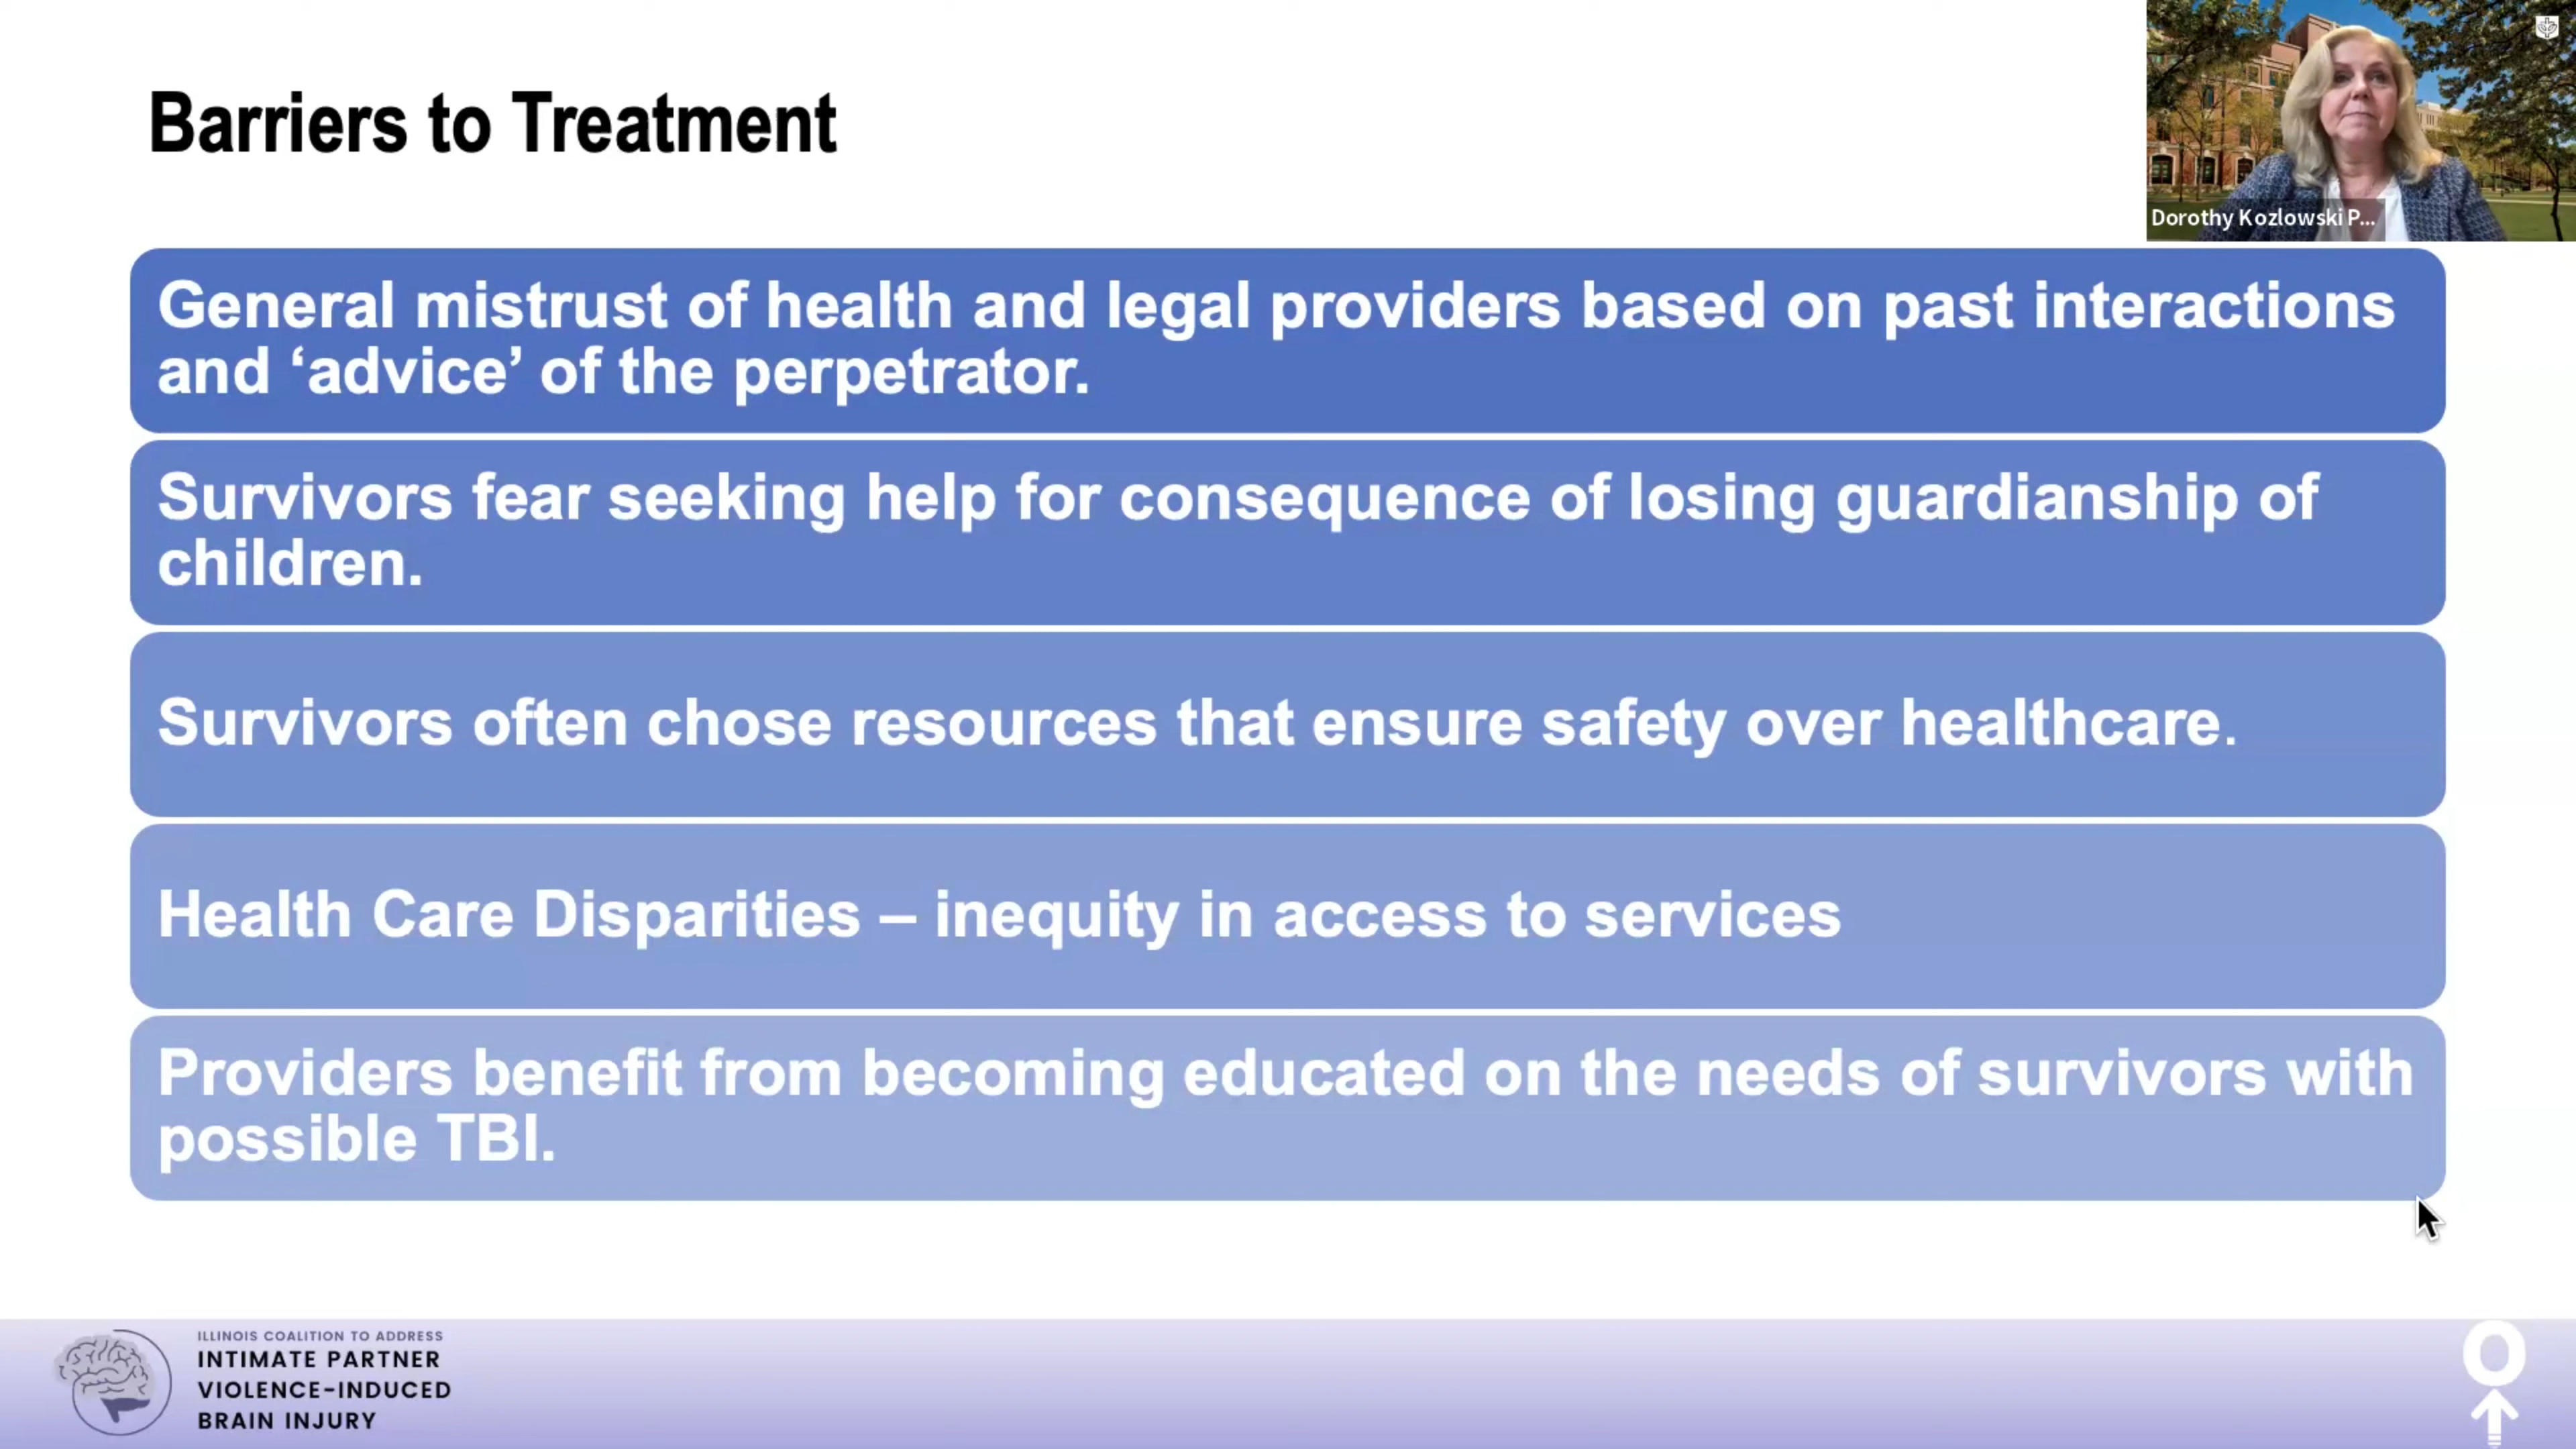 Barriers to Treatment
Dorothy Kozlowski P...
General mistrust of health and legal providers based on past interactions
and ‘advice’ of the perpetrator.
Survivors fear seeking help for consequence of losing guardianship of
children.
Survivors often chose resources that ensure safety over healthcare.
Health Care Disparities – inequity in access to services
Providers benefit from becoming educated on the needs of survivors with
possible TBI.
ILLINOIS COALITION TO ADDRESS
INTIMATE PARTNER
VIOLENCE-INDUCED
BRAIN INJURY